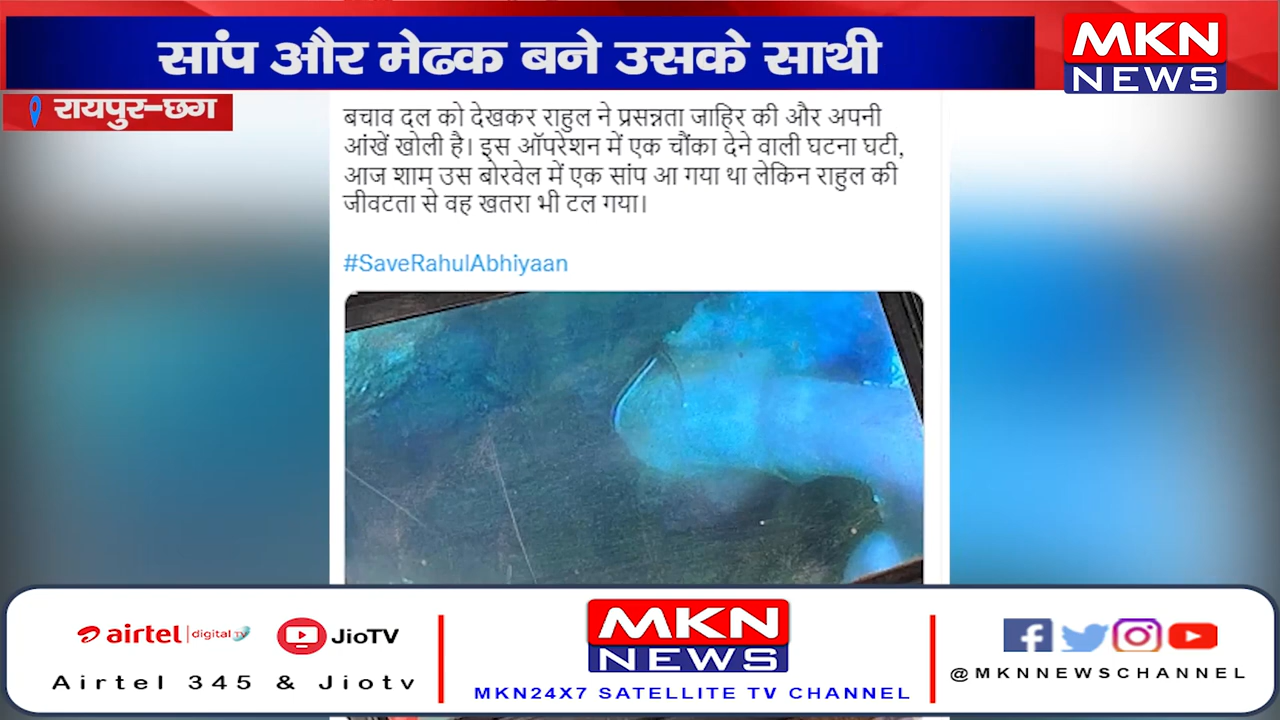 सांप और मेढक बने उसके साथी
MKN
NEWS
रायपुर-छग
बचाव दल को देखकर राहुल ने प्रसन्नता जाहिर की और अपनी
आंखें खोली है। इस ऑपरेशन में एक चौंका देने वाली घटना घटी,
आज शाम उस बोरवेल में एक सांप आ गया था लेकिन राहुल की
जीवटता से वह खतरा भी टल गया।
#SaveRahulAbhiyaan
airtel digital TV
JioTV
Airtel 345 & Jiotv
MKN
NEWS
MKN24X7 SATELLITE TV CHANNEL
@MKNNEWSCHANNEL